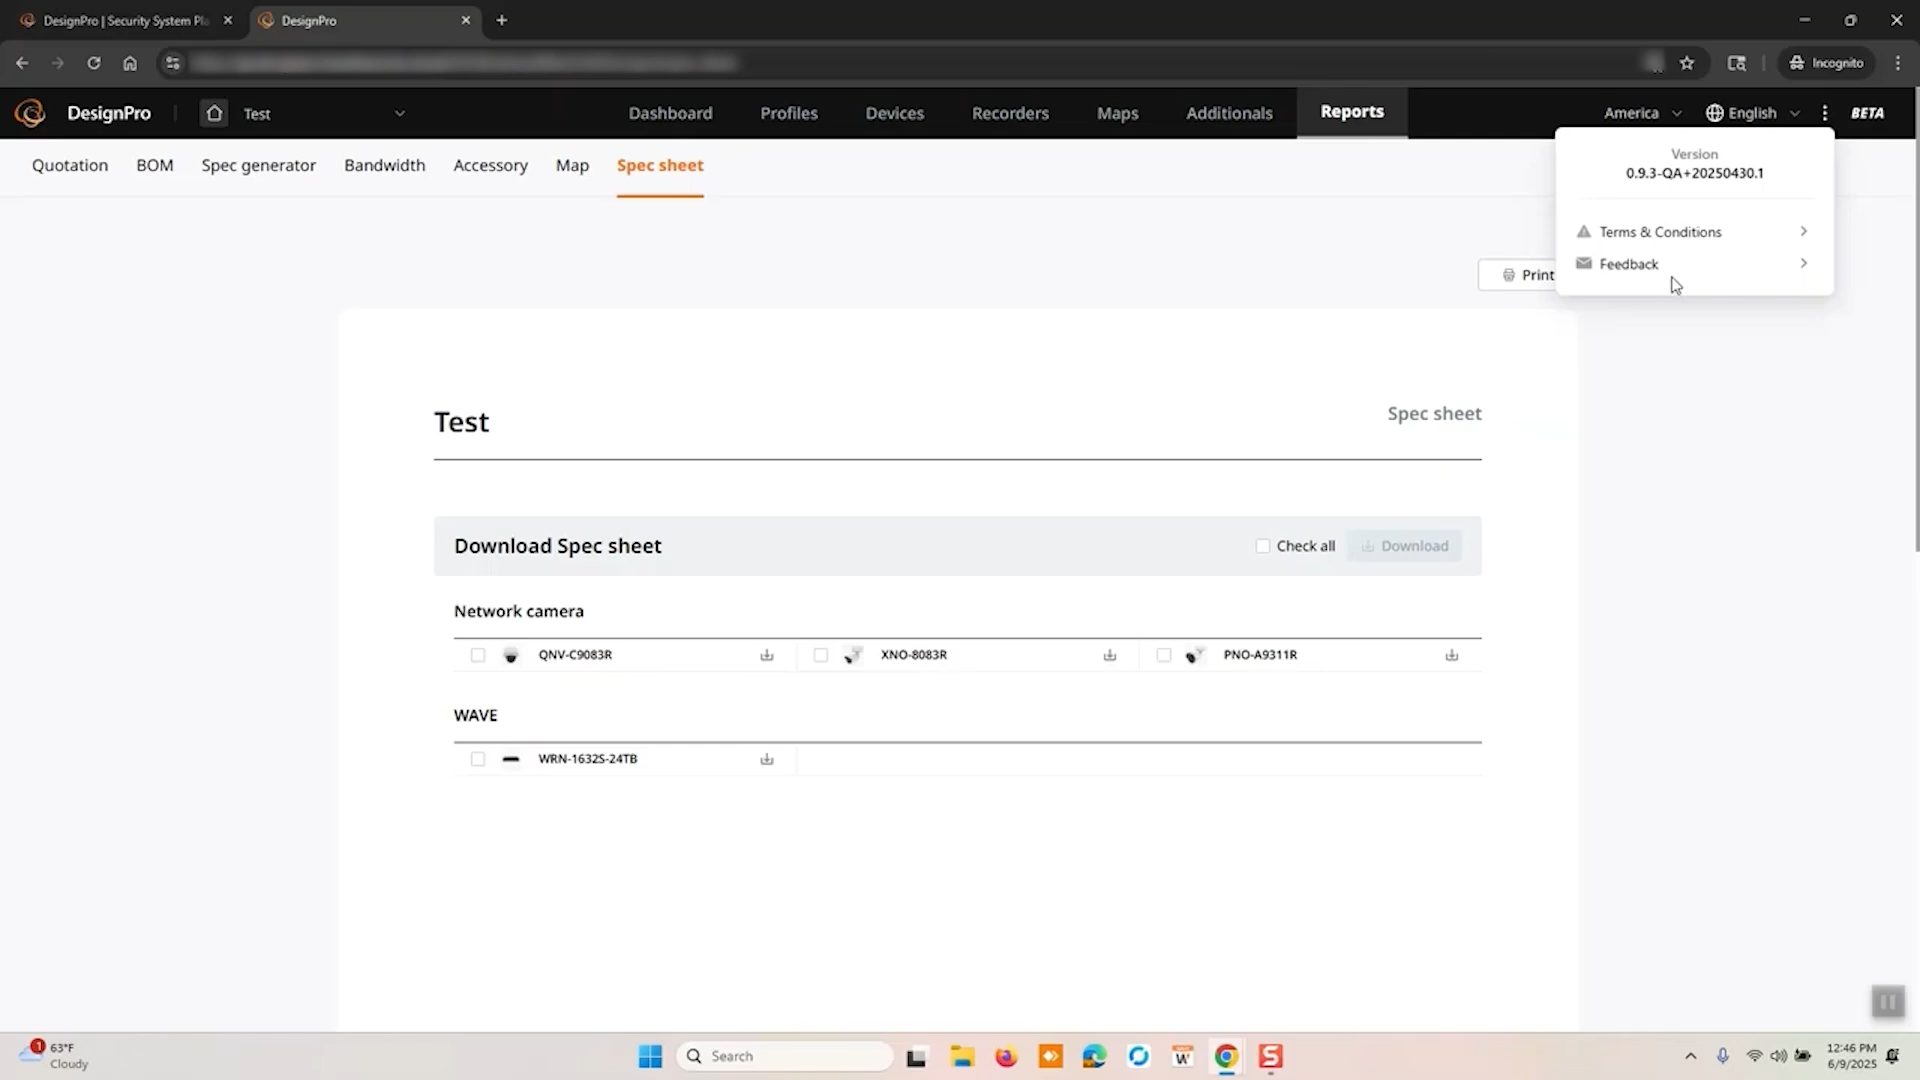 DesignPro | Security System Pl
DesignPro
Incognito
DesignPro
Test
Dashboard
Profiles
Devices
Recorders
Maps
Additionals
Reports
America
English
BETA
Quotation
BOM
Spec generator
Bandwidth
Accessory
Map
Spec sheet
Version
0.9.3-QA+20250430.1
Terms & Conditions
Feedback
Print
Test
Spec sheet
Download Spec sheet
Check all
Download
Network camera
QNV-C9083R
XNO-8083R
PNO-A9311R
WAVE
WRN-1632S-24TB
1
63°F
Cloudy
Search
W
S
12:46 PM
6/9/2025